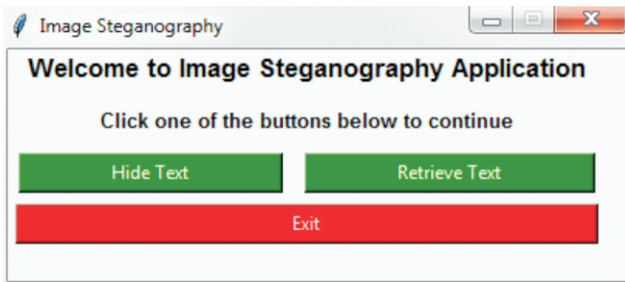 Image Steganography
Welcome to Image Steganography Application
Click one of the buttons below to continue
Hide Text Retrieve Text
Exit